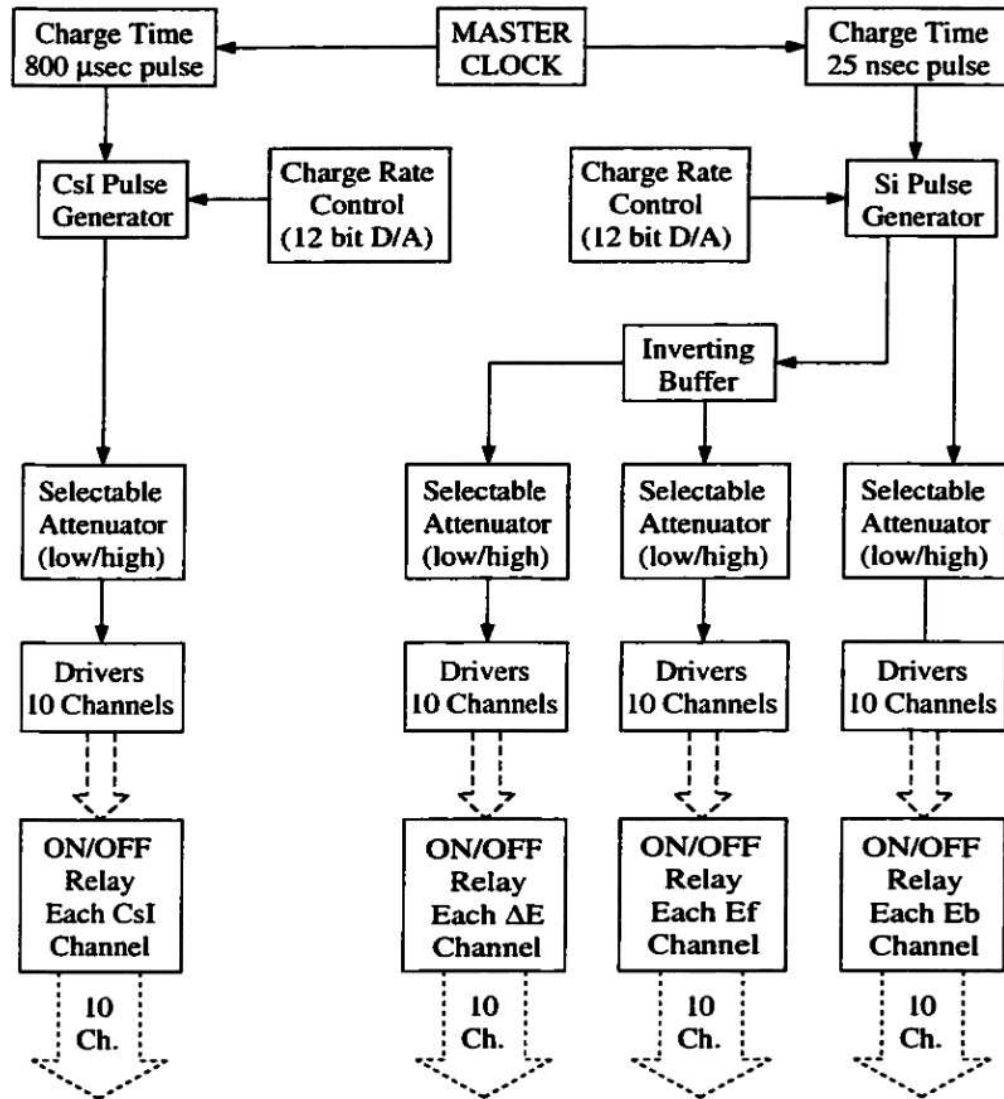 Charge Time
800 µsec pulse
MASTER
CLOCK
Charge Time
25 nsec pulse
CsI Pulse
Generator
Charge Rate
Control
(12 bit D/A)
Charge Rate
Control
(12 bit D/A)
Si Pulse
Generator
Inverting
Buffer
Selectable
Attenuator
(low/high)
Selectable
Attenuator
(low/high)
Selectable
Attenuator
(low/high)
Selectable
Attenuator
(low/high)
Drivers
10 Channels
Drivers
10 Channels
Drivers
10 Channels
Drivers
10 Channels
ON/OFF
Relay
Each CsI
Channel
ON/OFF
Relay
Each ΔE
Channel
ON/OFF
Relay
Each Ef
Channel
ON/OFF
Relay
Each Eb
Channel
10
Ch.
10
Ch.
10
Ch.
10
Ch.